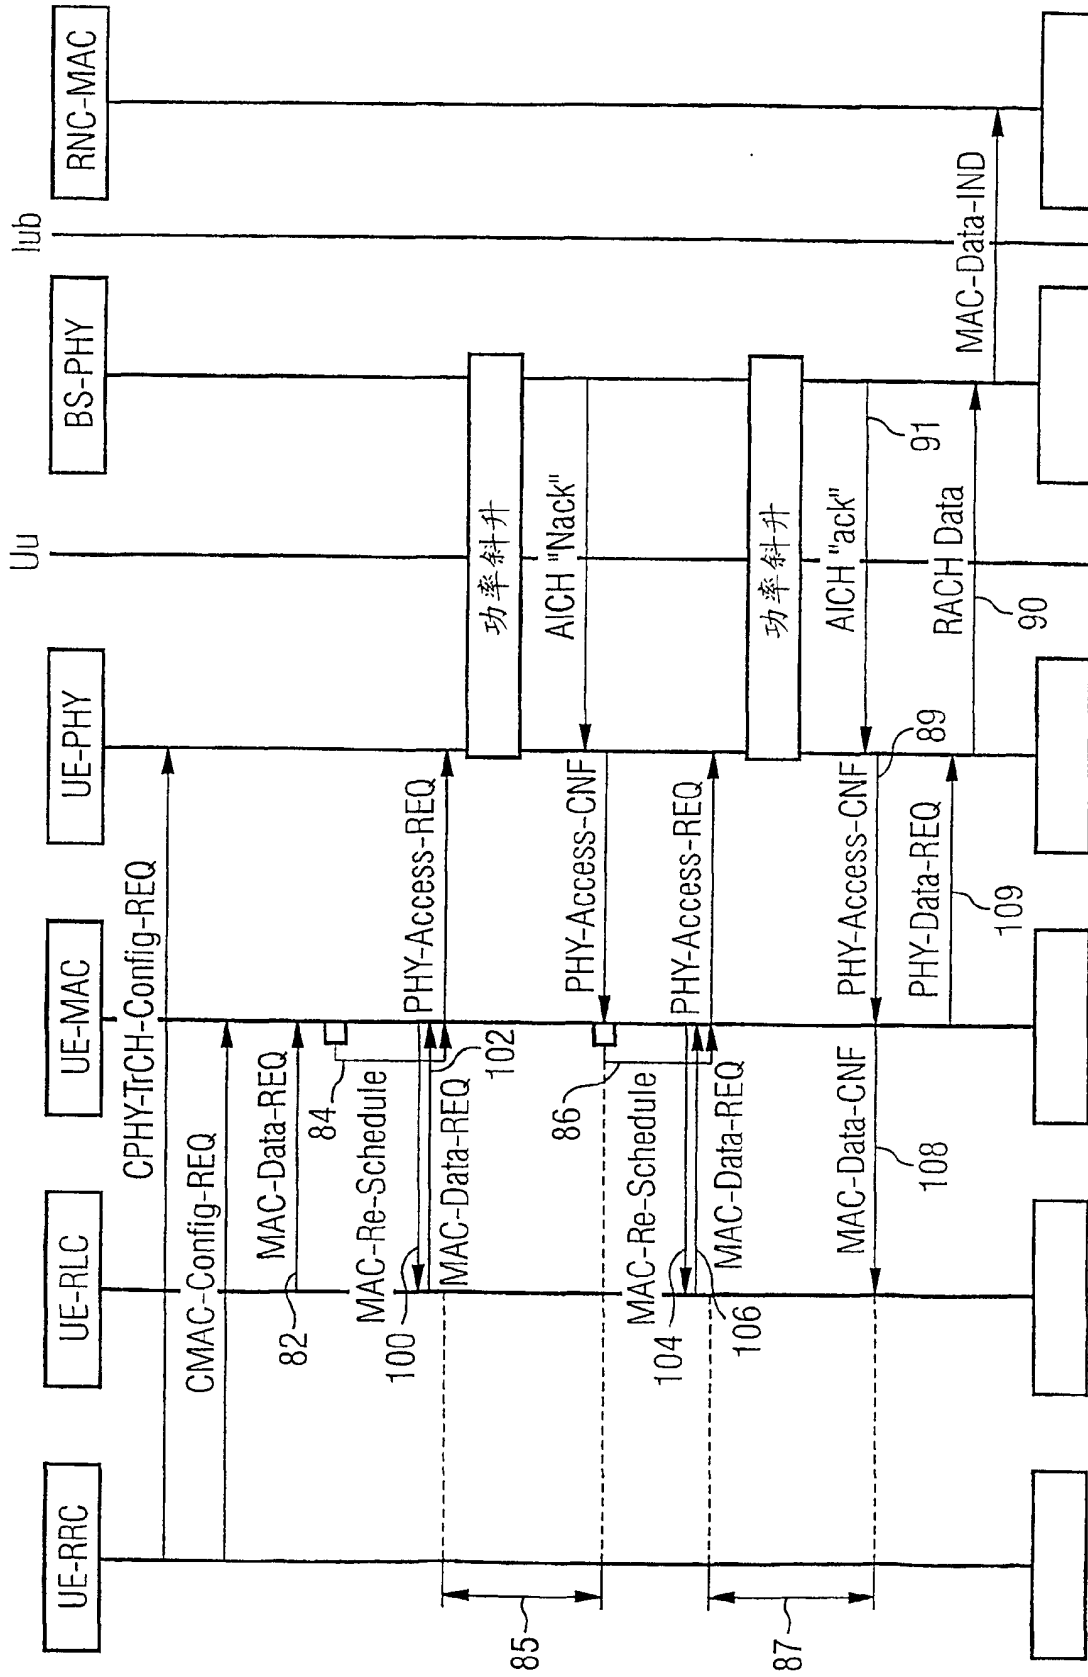 UE-RRC
UE-RLC
UE-MAC
UE-PHY
Uu
BS-PHY
Iub
RNC-MAC
CPHY-TrCH-Config-REQ
CMAC-Config-REQ
82
MAC-Data-REQ
84
MAC-Re-Schedule
100
MAC-Data-REQ
102
PHY-Access-REQ
功率斜升
85
AICH "Nack"
PHY-Access-CNF
86
MAC-Re-Schedule
104
106
MAC-Data-REQ
PHY-Access-REQ
功率斜升
87
AICH "ack"
91
PHY-Access-CNF
89
MAC-Data-CNF
108
PHY-Data-REQ
109
RACH Data
90
MAC-Data-IND